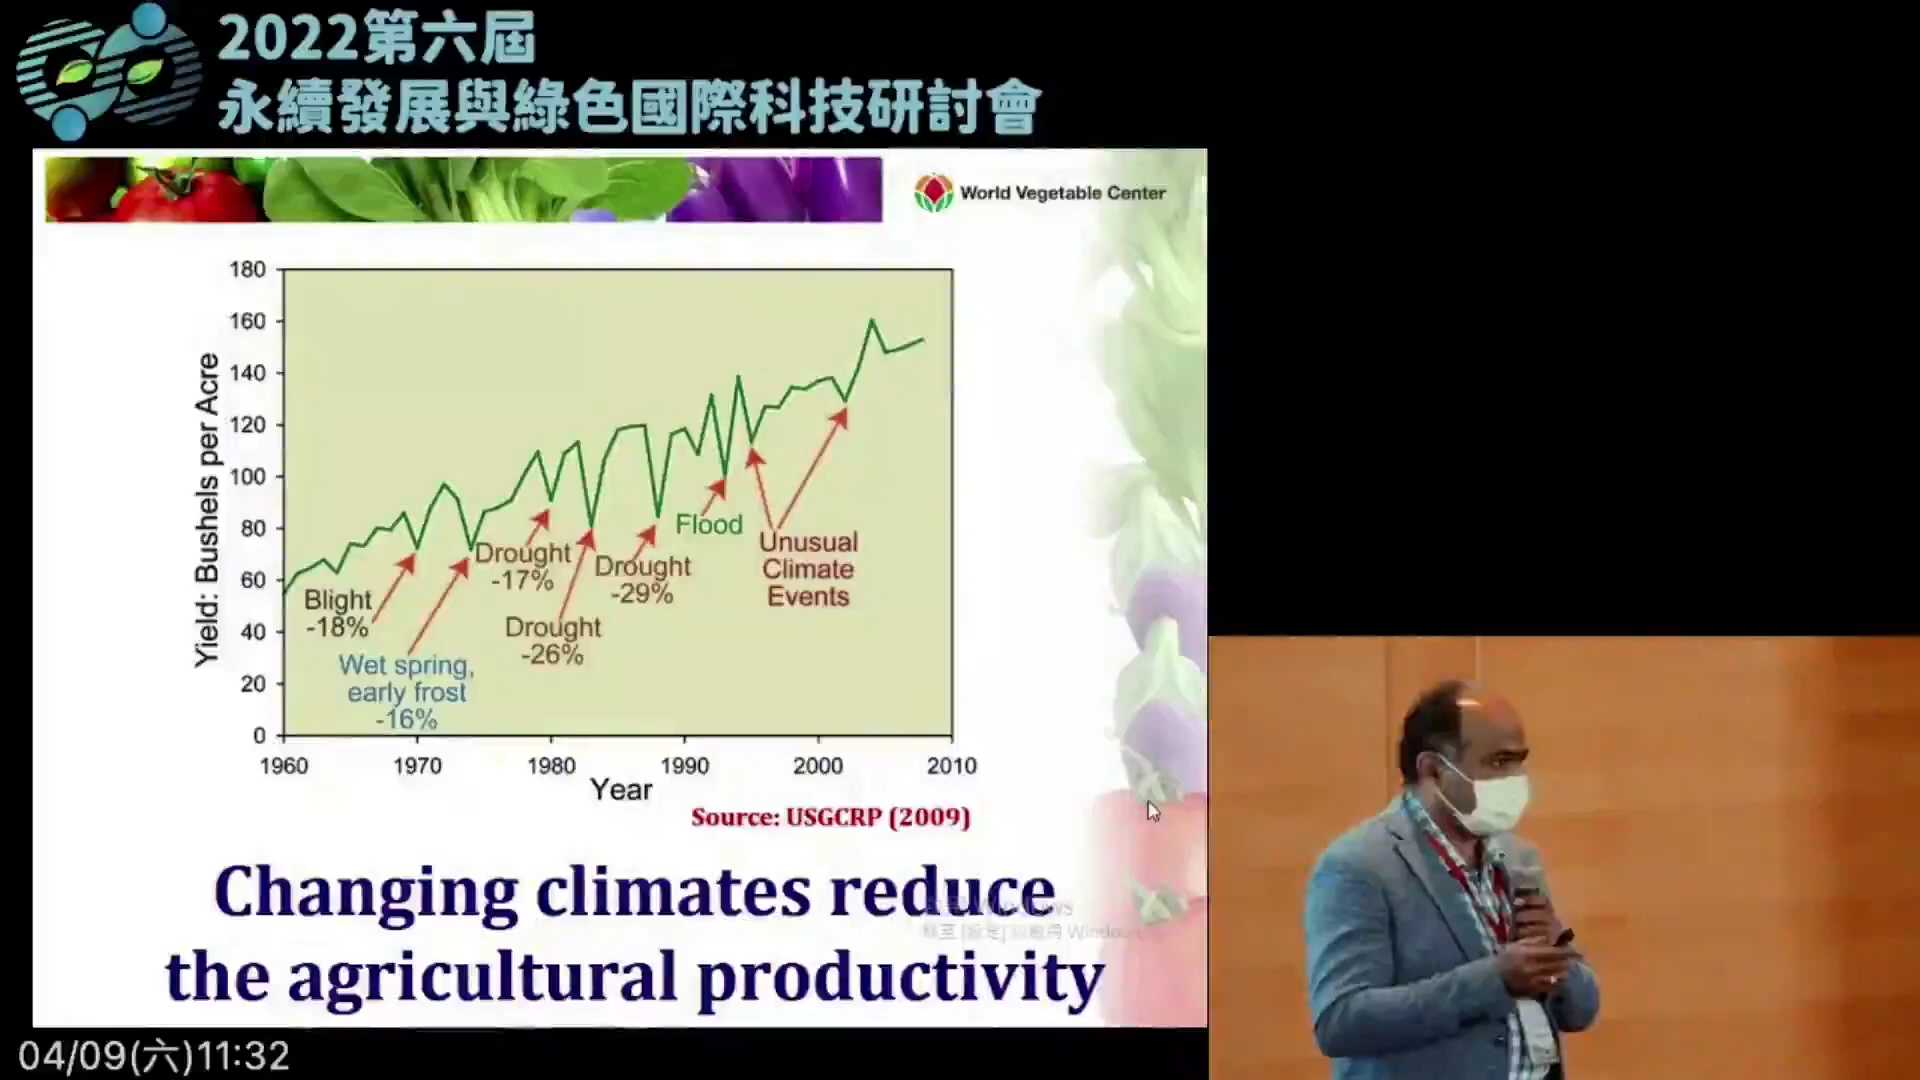 2022第六屆
永續發展與綠色國際科技研討會
World Vegetable Center
180
160
140
120
100
80
60
40
20
0
Yield: Bushels per Acre
1960
1970
1980
1990
2000
2010
Year
Blight
-18%
Wet spring,
early frost
-16%
Drought
-17%
Drought
-26%
Drought
-29%
Flood
Unusual
Climate
Events
Source: USGCRP (2009)
Changing climates reduce
the agricultural productivity
04/09(六)11:32